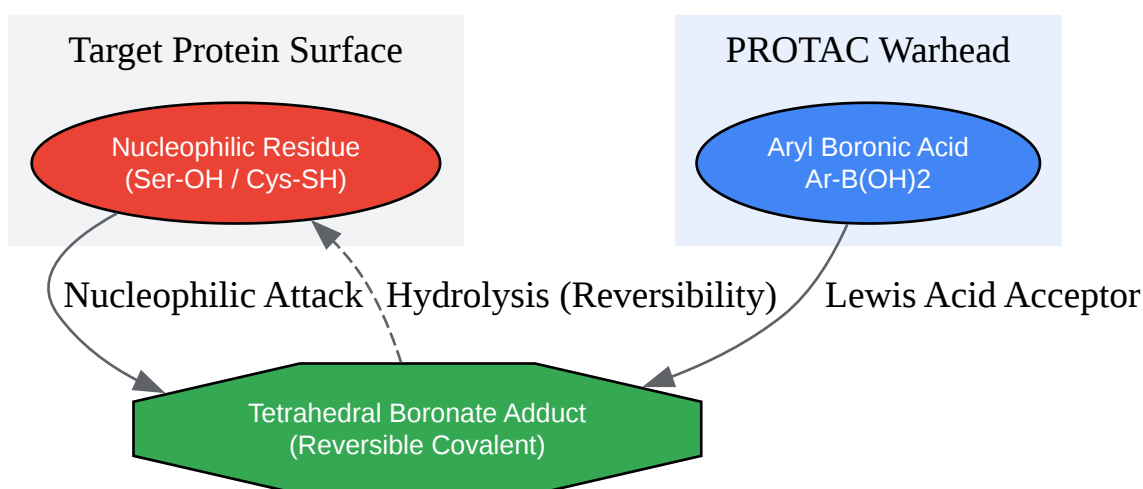 Target Protein Surface
PROTAC Warhead
Nucleophilic Residue
(Ser-OH / Cys-SH)
Aryl Boronic Acid
Ar-B(OH)2
Nucleophilic Attack
Hydrolysis (Reversibility)
Lewis Acid Acceptor
Tetrahedral Boronate Adduct
(Reversible Covalent)